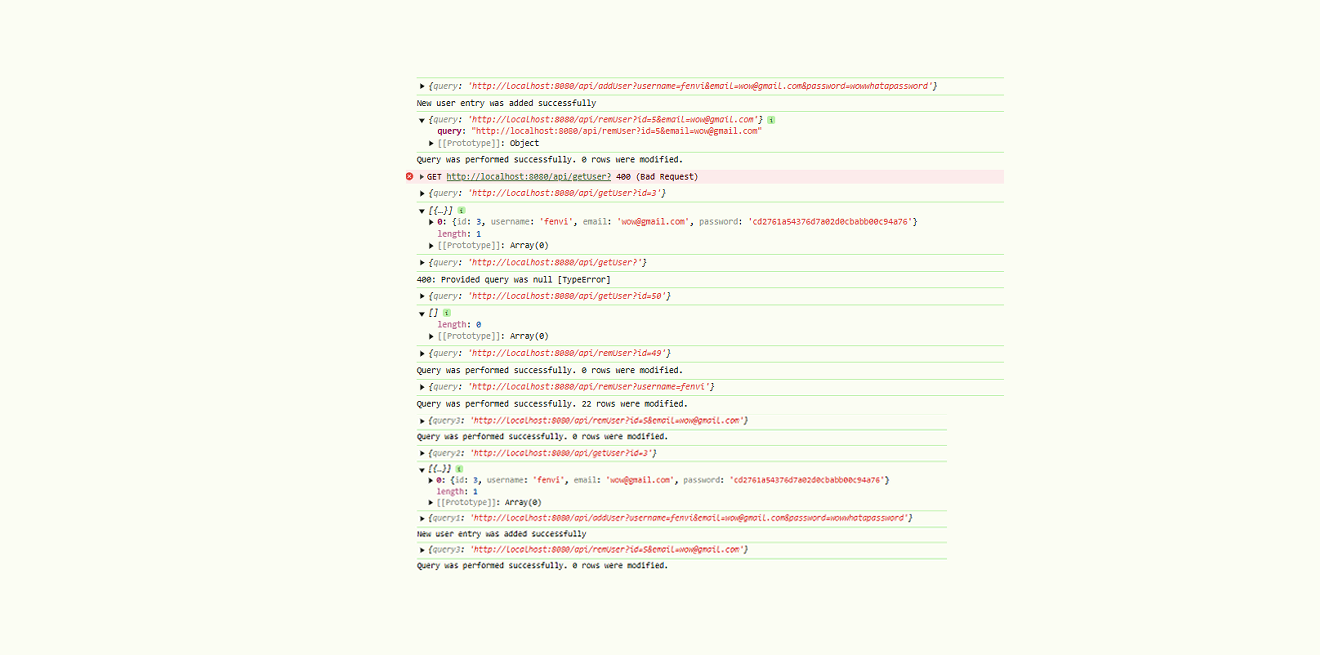 ▶ {query: 'http://localhost:8080/api/addUser?username=fenvi&email=wow@gmail.com&password=wowwhatapassword'}
New user entry was added successfully
▼ {query: 'http://localhost:8080/api/remUser?id=5&email=wow@gmail.com'} i
query: "http://localhost:8080/api/remUser?id=5&email=wow@gmail.com"
▶ [[Prototype]]: Object
Query was performed successfully. 0 rows were modified.
▶ GET http://localhost:8080/api/getUser? 400 (Bad Request)
▶ {query: 'http://localhost:8080/api/getUser?id=3'}
▼ [{…}] i
▶ 0: {id: 3, username: 'fenvi', email: 'wow@gmail.com', password: 'cd2761a54376d7a02d0cbabb00c94a76'}
length: 1
▶ [[Prototype]]: Array(0)
▶ {query: 'http://localhost:8080/api/getUser?'}
400: Provided query was null [TypeError]
▶ {query: 'http://localhost:8080/api/getUser?id=50'}
▼ [] i
length: 0
▶ [[Prototype]]: Array(0)
▶ {query: 'http://localhost:8080/api/remUser?id=49'}
Query was performed successfully. 0 rows were modified.
▶ {query: 'http://localhost:8080/api/remUser?username=fenvi'}
Query was performed successfully. 22 rows were modified.
▶ {query3: 'http://localhost:8080/api/remUser?id=5&email=wow@gmail.com'}
Query was performed successfully. 0 rows were modified.
▶ {query2: 'http://localhost:8080/api/getUser?id=3'}
▼ [{…}] i
▶ 0: {id: 3, username: 'fenvi', email: 'wow@gmail.com', password: 'cd2761a54376d7a02d0cbabb00c94a76'}
length: 1
▶ [[Prototype]]: Array(0)
▶ {query1: 'http://localhost:8080/api/addUser?username=fenvi&email=wow@gmail.com&password=wowwhatapassword'}
New user entry was added successfully
▶ {query3: 'http://localhost:8080/api/remUser?id=5&email=wow@gmail.com'}
Query was performed successfully. 0 rows were modified.